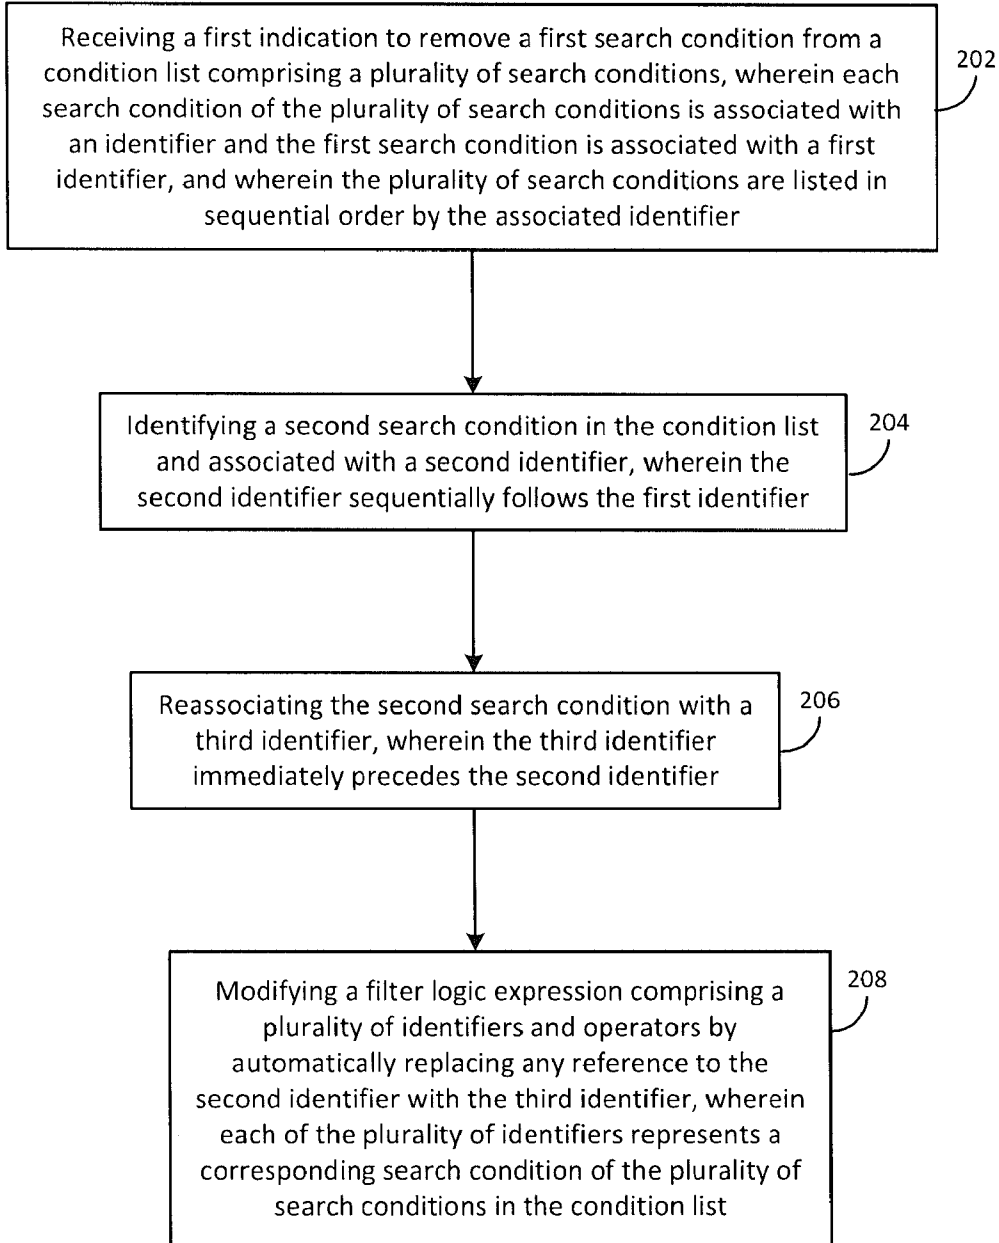 Receiving a first indication to remove a first search condition from a
condition list comprising a plurality of search conditions, wherein each
search condition of the plurality of search conditions is associated with
an identifier and the first search condition is associated with a first
identifier, and wherein the plurality of search conditions are listed in
sequential order by the associated identifier
202
Identifying a second search condition in the condition list
and associated with a second identifier, wherein the
second identifier sequentially follows the first identifier
204
Reassociating the second search condition with a
third identifier, wherein the third identifier
immediately precedes the second identifier
206
Modifying a filter logic expression comprising a
plurality of identifiers and operators by
automatically replacing any reference to the
second identifier with the third identifier, wherein
each of the plurality of identifiers represents a
corresponding search condition of the plurality of
search conditions in the condition list
208